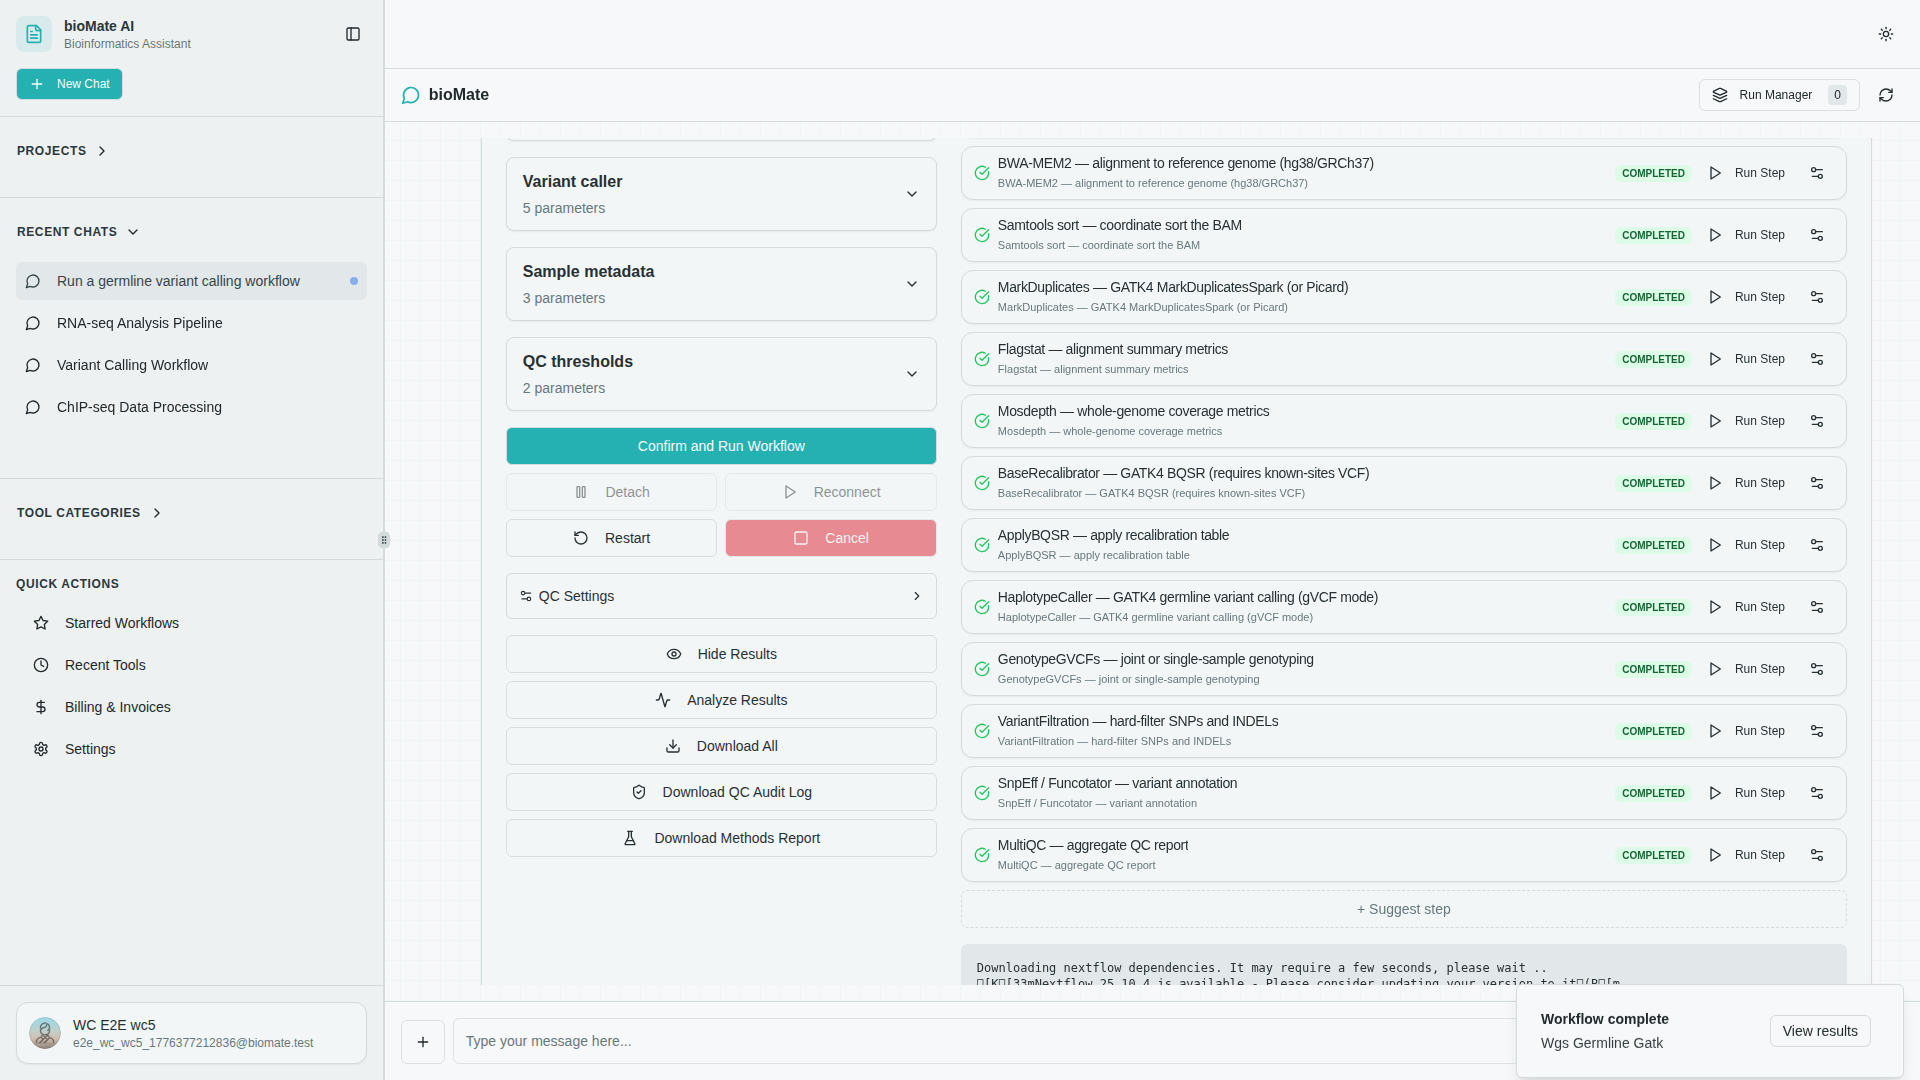 bioMate AI
Bioinformatics Assistant
New Chat
PROJECTS
RECENT CHATS
Run a germline variant calling workflow
RNA-seq Analysis Pipeline
Variant Calling Workflow
ChIP-seq Data Processing
TOOL CATEGORIES
QUICK ACTIONS
Starred Workflows
Recent Tools
Billing & Invoices
Settings
WC E2E wc5
e2e_wc_wc5_1776377212836@biomate.test
bioMate
Run Manager 0
Variant caller
5 parameters
Sample metadata
3 parameters
QC thresholds
2 parameters
Confirm and Run Workflow
Detach
Reconnect
Restart
Cancel
QC Settings
Hide Results
Analyze Results
Download All
Download QC Audit Log
Download Methods Report
BWA-MEM2 — alignment to reference genome (hg38/GRCh37)
BWA-MEM2 — alignment to reference genome (hg38/GRCh37)
COMPLETED Run Step
Samtools sort — coordinate sort the BAM
Samtools sort — coordinate sort the BAM
COMPLETED Run Step
MarkDuplicates — GATK4 MarkDuplicatesSpark (or Picard)
MarkDuplicates — GATK4 MarkDuplicatesSpark (or Picard)
COMPLETED Run Step
Flagstat — alignment summary metrics
Flagstat — alignment summary metrics
COMPLETED Run Step
Mosdepth — whole-genome coverage metrics
Mosdepth — whole-genome coverage metrics
COMPLETED Run Step
BaseRecalibrator — GATK4 BQSR (requires known-sites VCF)
BaseRecalibrator — GATK4 BQSR (requires known-sites VCF)
COMPLETED Run Step
ApplyBQSR — apply recalibration table
ApplyBQSR — apply recalibration table
COMPLETED Run Step
HaplotypeCaller — GATK4 germline variant calling (gVCF mode)
HaplotypeCaller — GATK4 germline variant calling (gVCF mode)
COMPLETED Run Step
GenotypeGVCFs — joint or single-sample genotyping
GenotypeGVCFs — joint or single-sample genotyping
COMPLETED Run Step
VariantFiltration — hard-filter SNPs and INDELs
VariantFiltration — hard-filter SNPs and INDELs
COMPLETED Run Step
SnpEff / Funcotator — variant annotation
SnpEff / Funcotator — variant annotation
COMPLETED Run Step
MultiQC — aggregate QC report
MultiQC — aggregate QC report
COMPLETED Run Step
+ Suggest step
Downloading nextflow dependencies. It may require a few seconds, please wait ..
□[K□[33mNextflow 25.10.4 is available - Please consider updating your version to it□(B□[m
Type your message here...
Workflow complete
Wgs Germline Gatk
View results